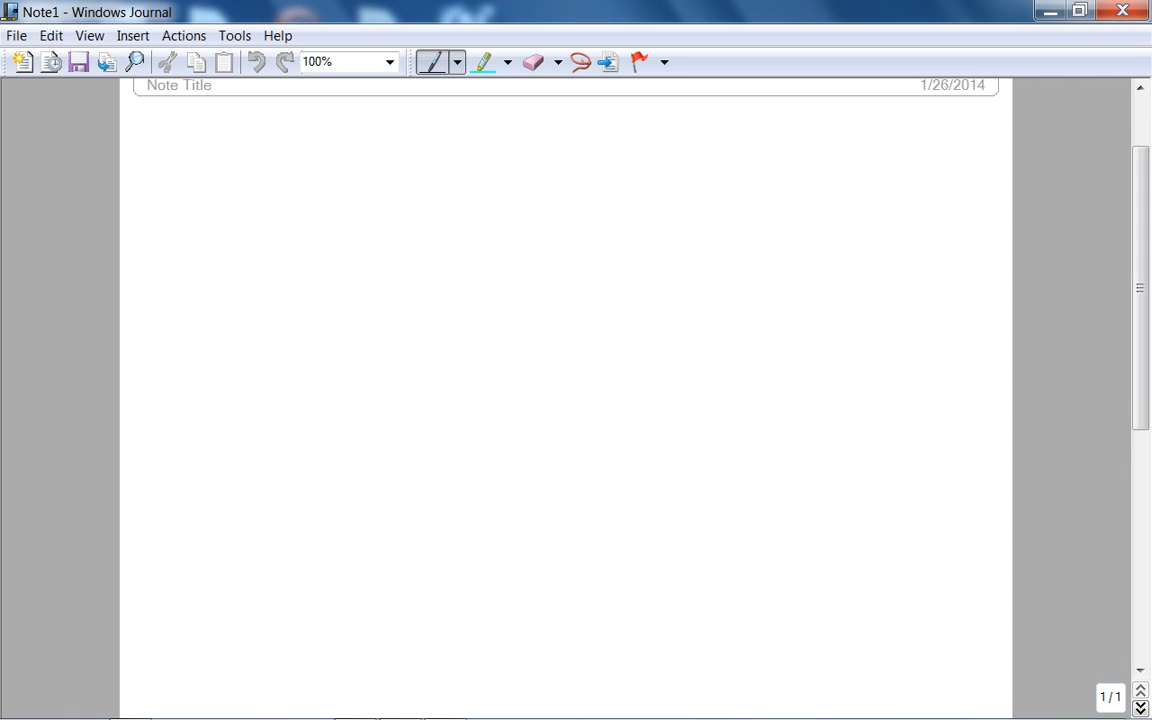 Note1 - Windows Journal
File Edit View Insert Actions Tools Help
100%
Note Title 1/26/2014
1 / 1